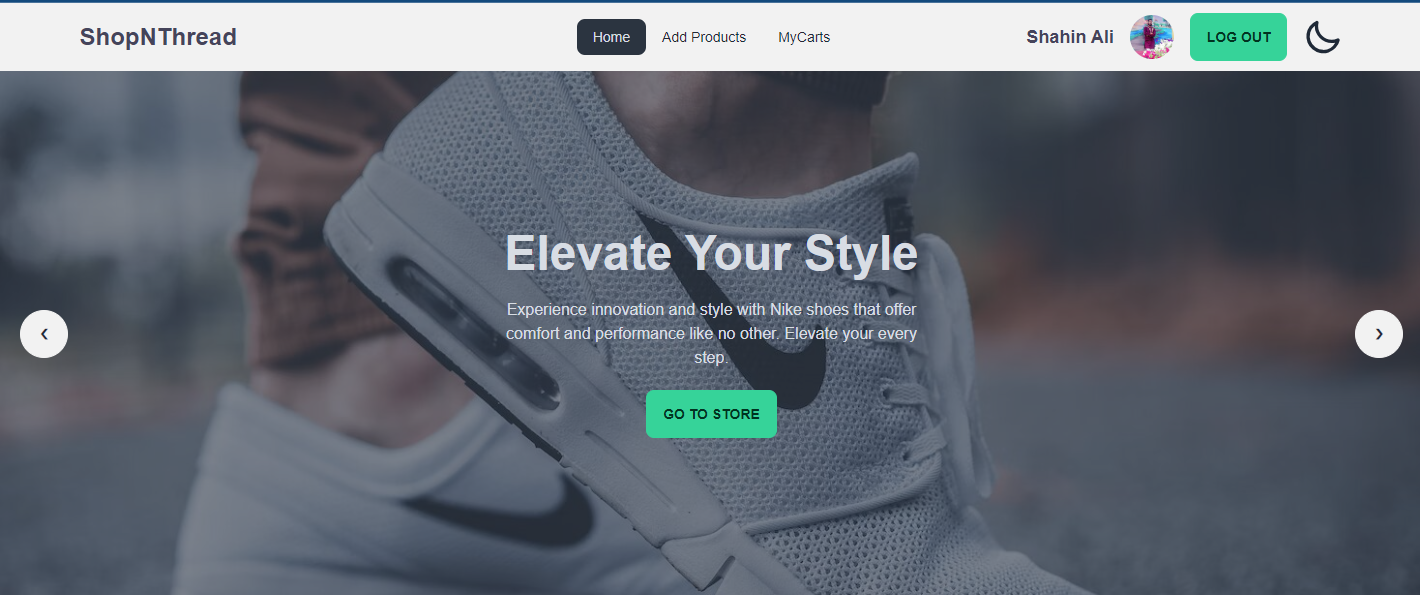 ShopNThread
Home
Add Products
MyCarts
Shahin Ali
LOG OUT
Elevate Your Style
Experience innovation and style with Nike shoes that offer
comfort and performance like no other. Elevate your every
step.
GO TO STORE